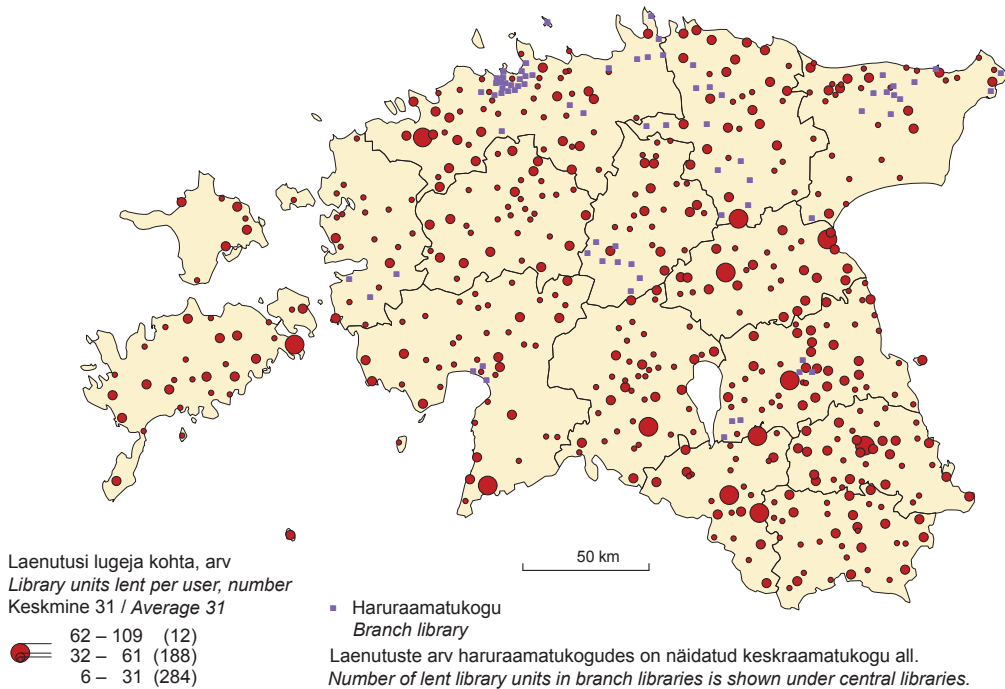 50 km
Laenutusi lugeja kohta, arv
Library units lent per user, number
Keskmine 31 / Average 31
62 – 109 (12)
32 – 61 (188)
6 – 31 (284)
Haruraamatukogu
Branch library
Laenutuste arv haruraamatukogudes on näidatud keskraamatukogu all.
Number of lent library units in branch libraries is shown under central libraries.